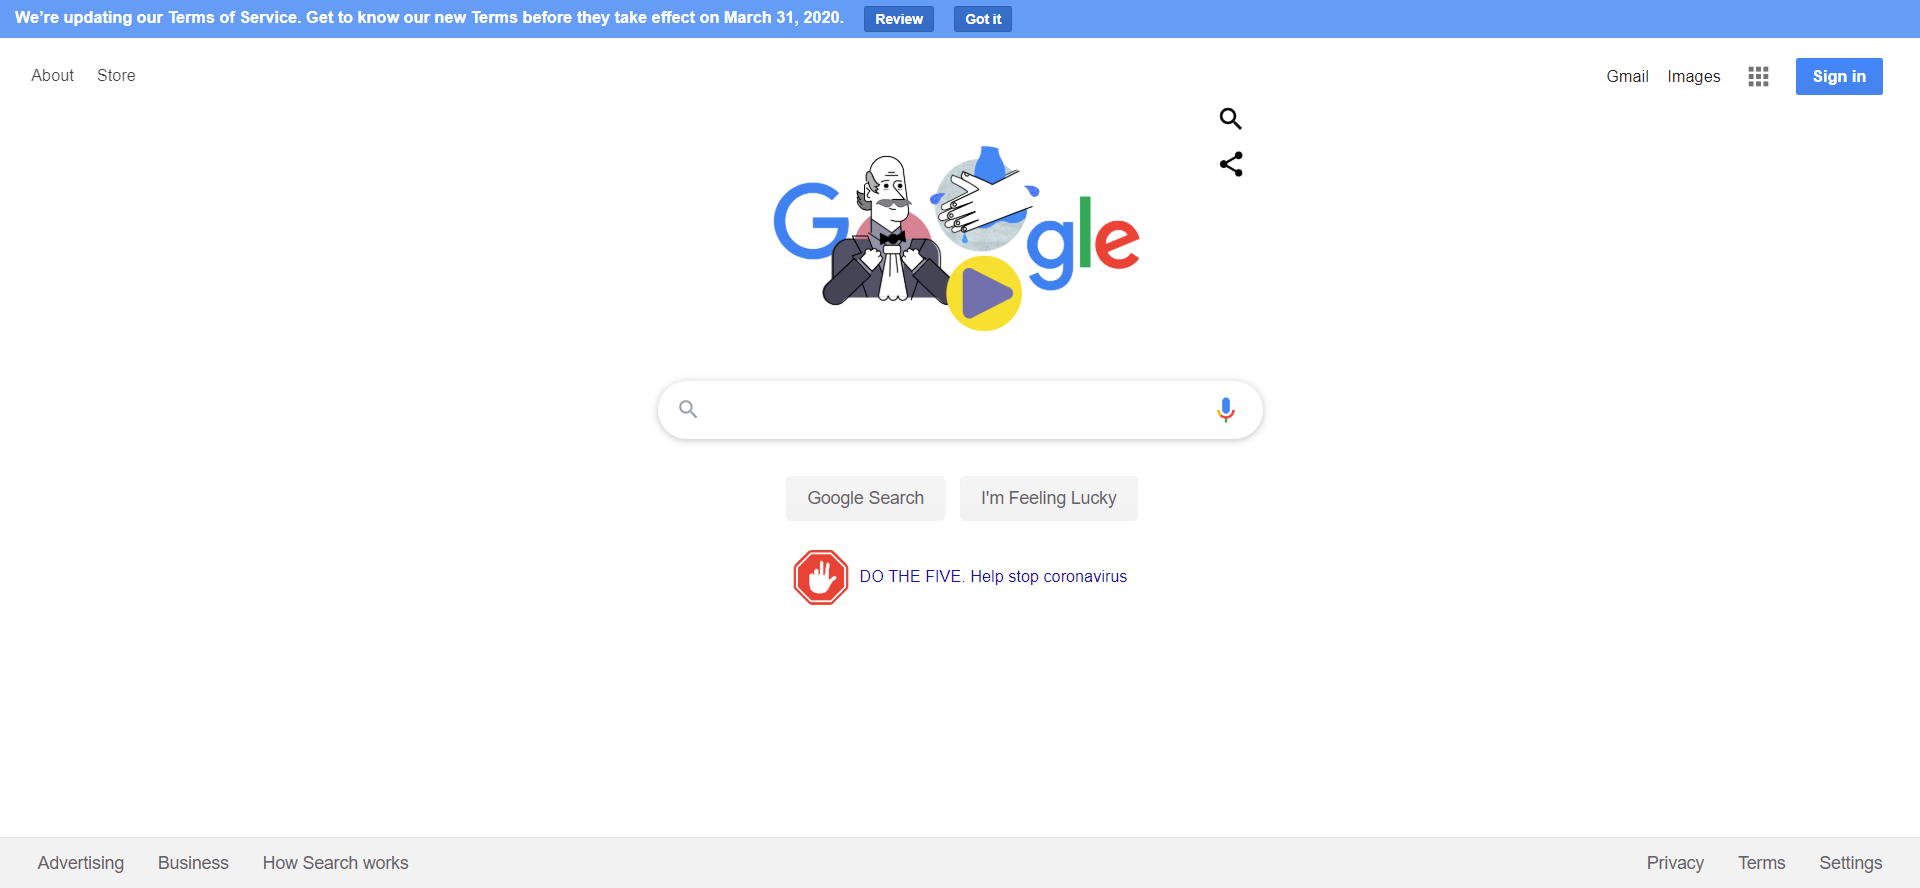 We're updating our Terms of Service. Get to know our new Terms before they take effect on March 31, 2020. Review Got it
About Store Gmail Images Sign in
Google
Google Search I'm Feeling Lucky
DO THE FIVE. Help stop coronavirus
Advertising Business How Search works Privacy Terms Settings